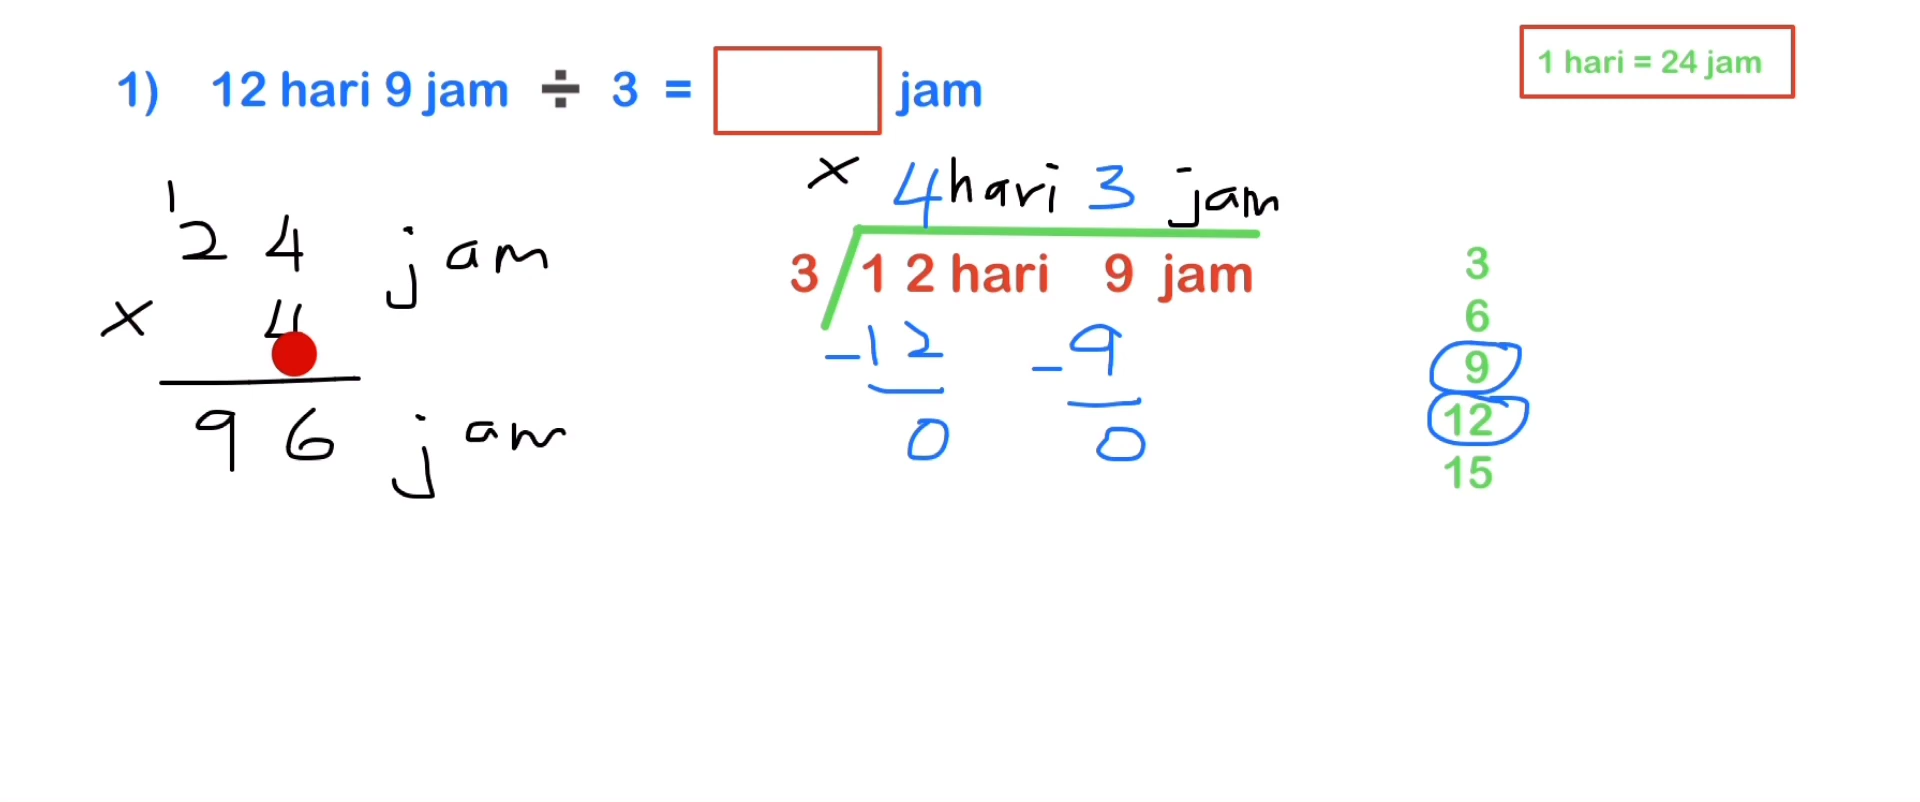 1) 12 hari 9 jam ÷ 3 = jam
1 hari = 24 jam
1
24 jam
× 4
96 jam
× 4 hari 3 jam
3 12 hari 9 jam
-12 -9
0 0
3
6
9
12
15